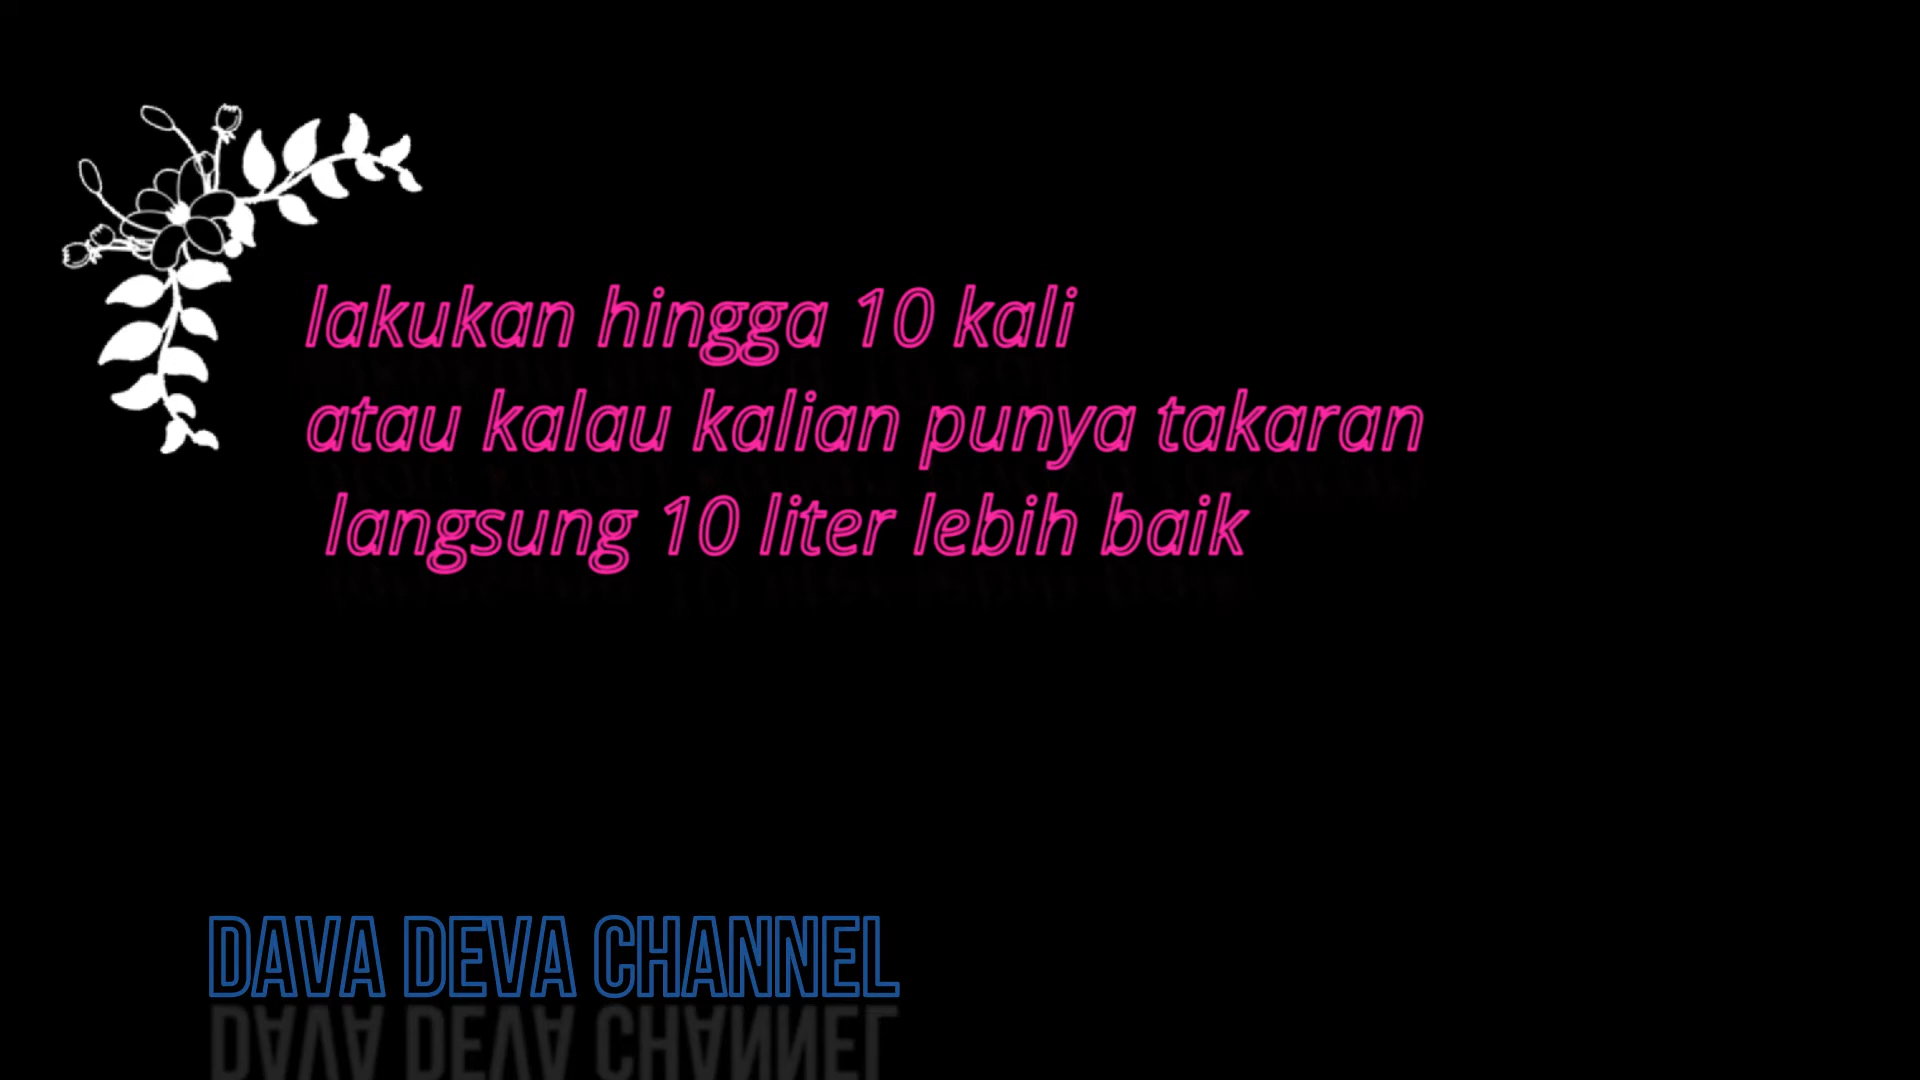 lakukan hingga 10 kali
atau kalau kalian punya takaran
langsung 10 liter lebih baik
DAVA DEVA CHANNEL